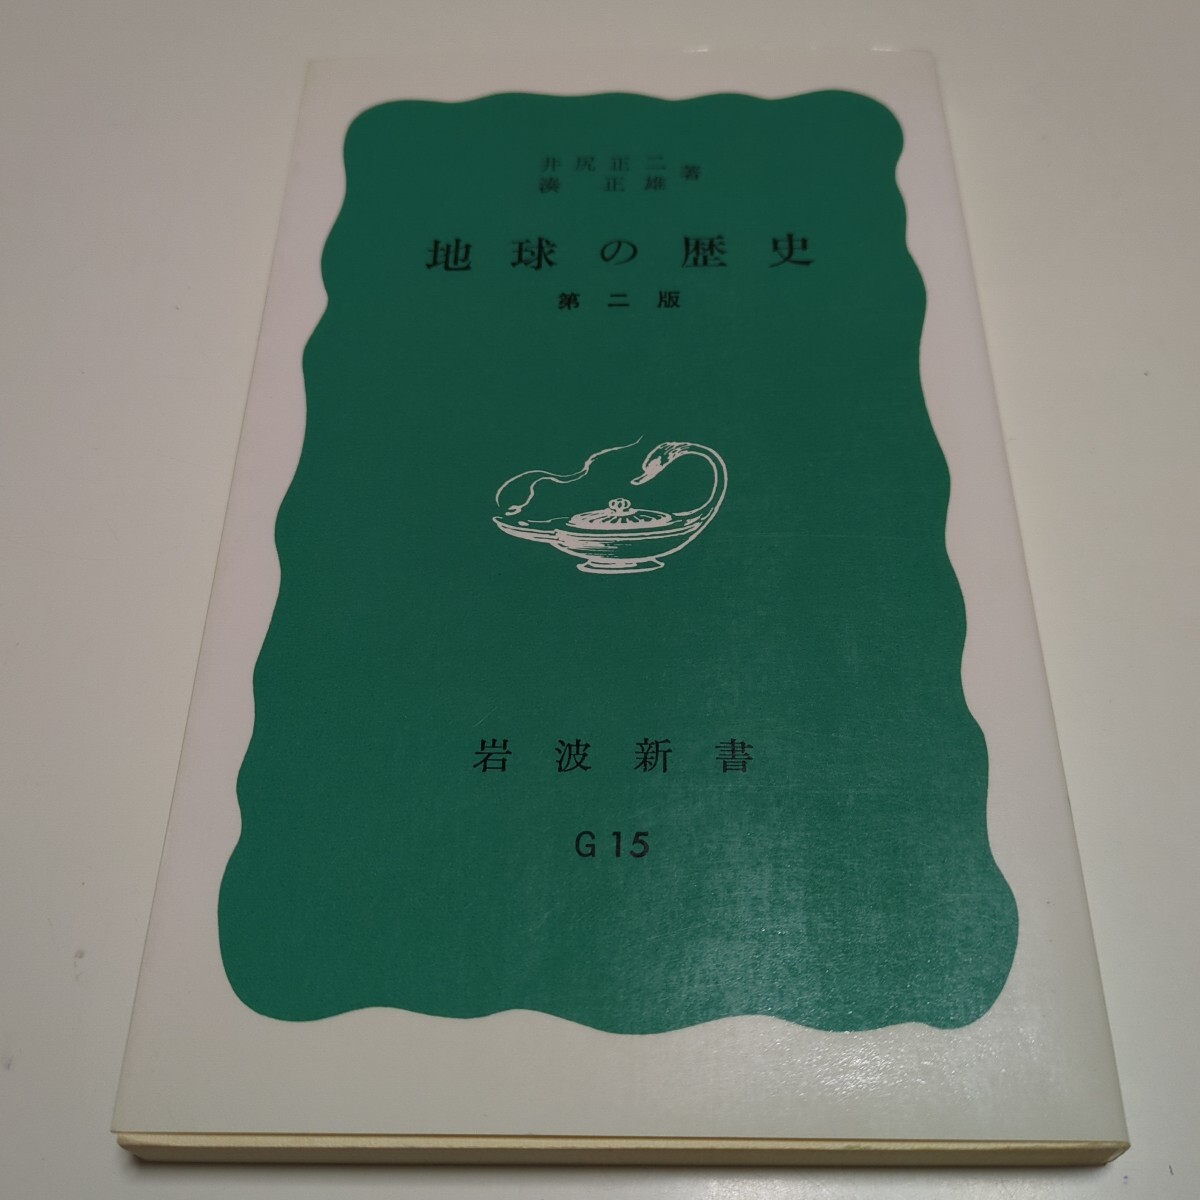 井尻正二
湊 正雄 著
地球の歴史
第二版
岩波新書
G 15